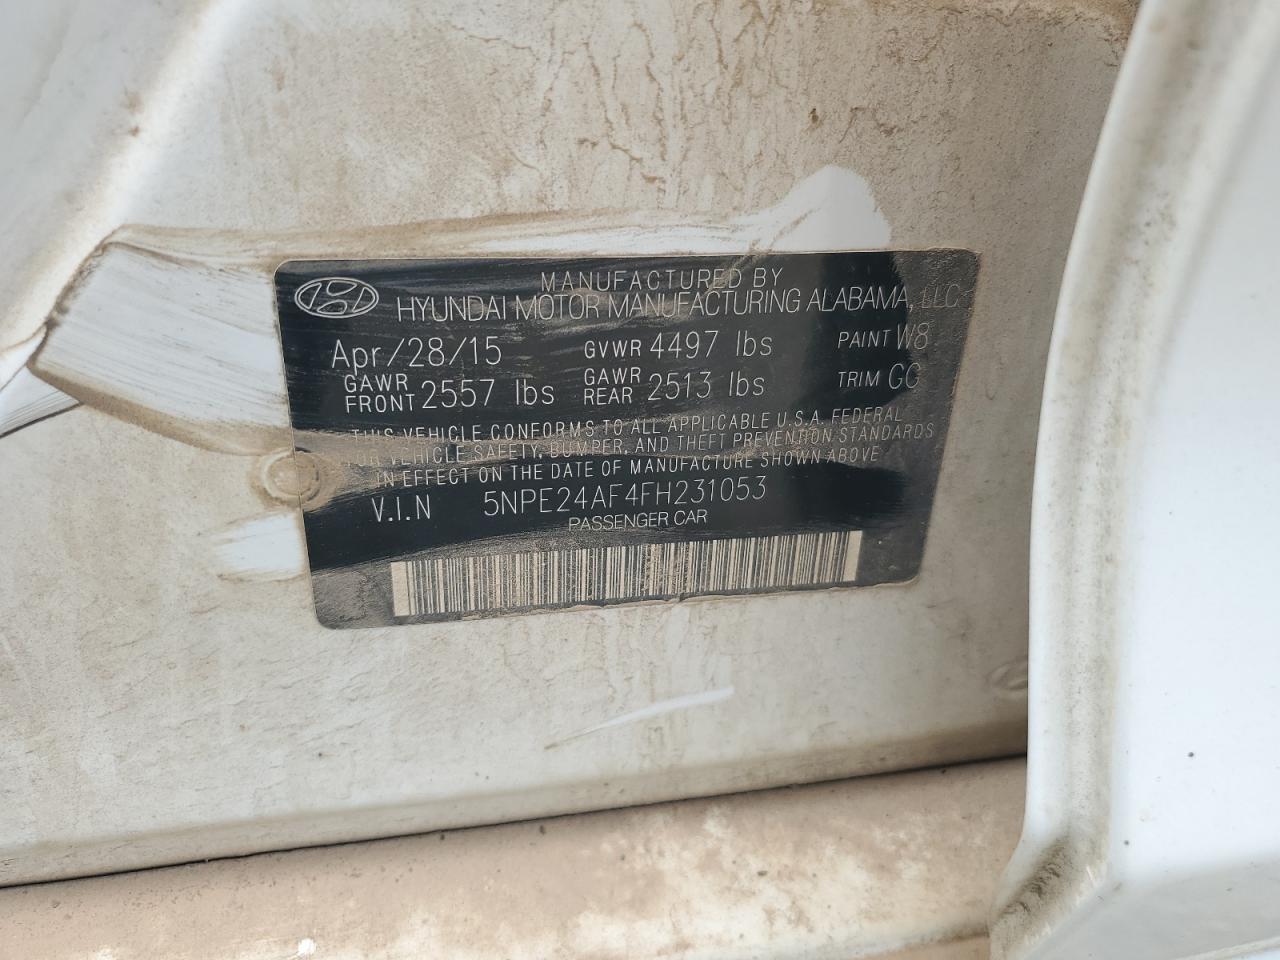 MANUFACTURED BY
HYUNDAI MOTOR MANUFACTURING ALABAMA, LLC
Apr/28/15 GVWR 4497 lbs PAINT W8
GAWR FRONT 2557 lbs GAWR REAR 2513 lbs TRIM GC
THIS VEHICLE CONFORMS TO ALL APPLICABLE U.S.A. FEDERAL
FOR VEHICLE SAFETY, BUMPER, AND THEFT PREVENTION STANDARDS
IN EFFECT ON THE DATE OF MANUFACTURE SHOWN ABOVE
V.I.N 5NPE24AF4FH231053
PASSENGER CAR